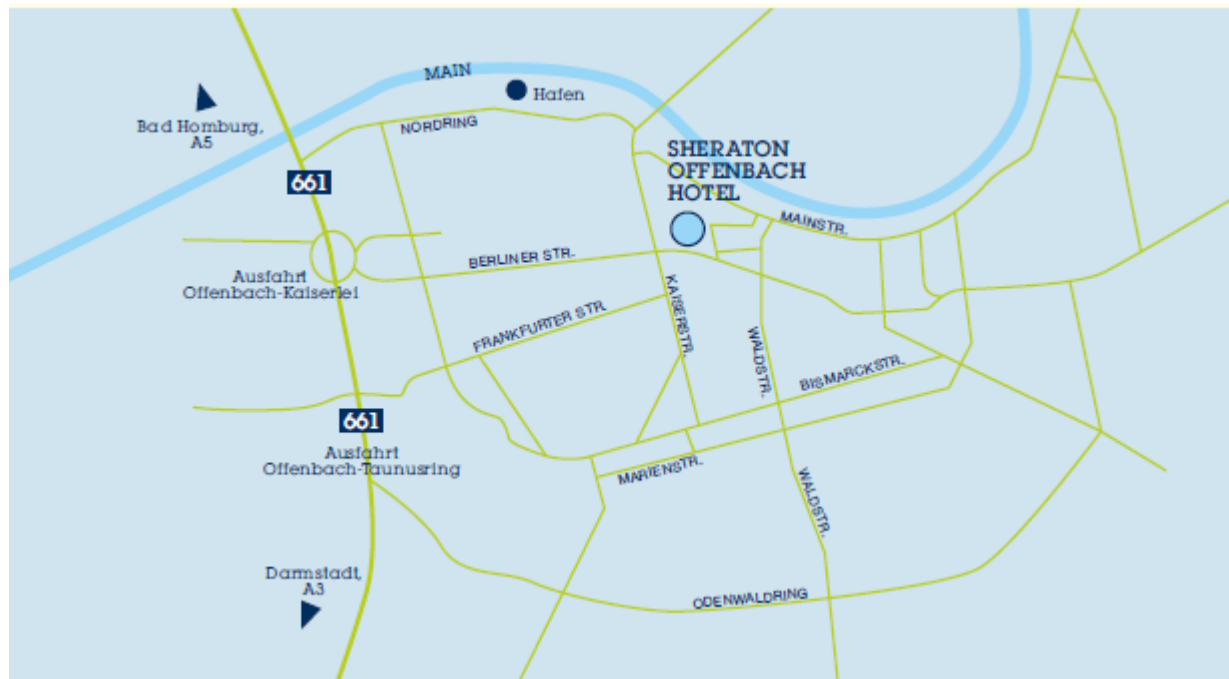 MAIN
Hafen
Bad Homburg,
A5
NORDRING
SHERATON
OFFENBACH
HOTEL
661
MAINSTR.
BERLINER STR.
Ausfahrt
Offenbach-Kaiserlei
KAISERSTR.
FRANKFURTER STR.
WALDSTR.
BISMARCKSTR.
661
Ausfahrt
Offenbach-Taunusring
MARIENSTR.
WALDSTR.
Darmstadt,
A3
ODENWALDRING